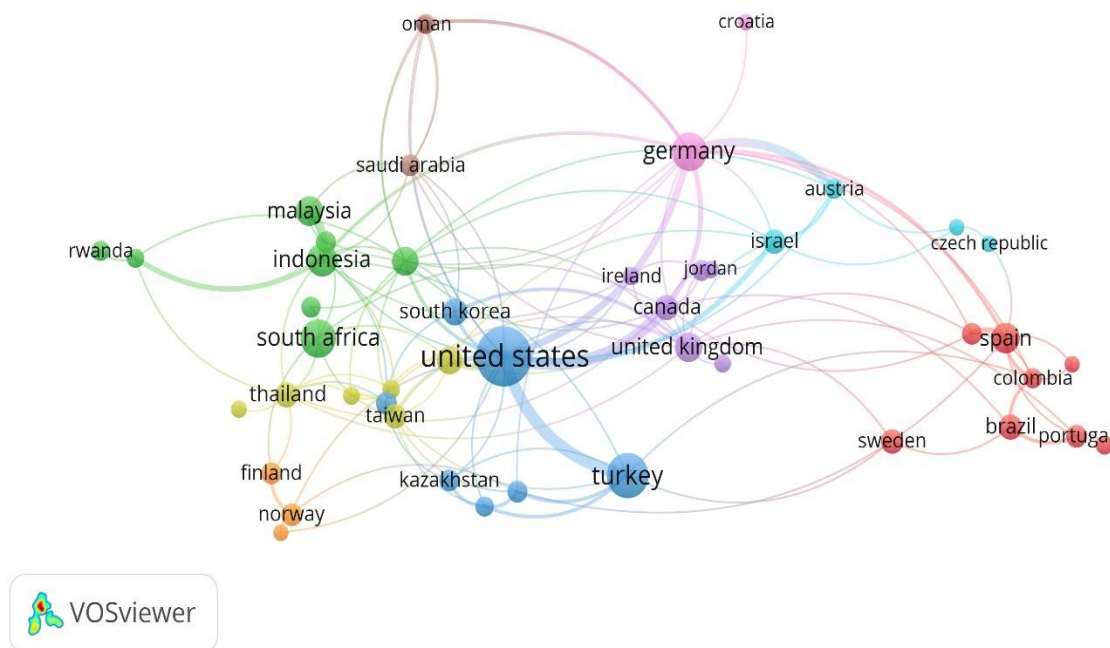 oman
croatia
germany
saudi arabia
austria
malaysia
israel
czech republic
rwanda
indonesia
ireland
jordan
south korea
canada
south africa
united states
united kingdom
spain
colombia
thailand
taiwan
brazil
portuga
sweden
finland
kazakhstan
turkey
norway
VOSviewer